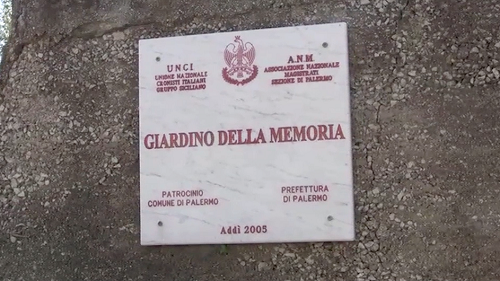 U N C I
UNIONE NAZIONALE
CRONISTI ITALIANI
GRUPPO SICILIANO
A.N.M.
ASSOCIAZIONE NAZIONALE
MAGISTRATI
SEZIONE DI PALERMO
GIARDINO DELLA MEMORIA
PATROCINIO
COMUNE DI PALERMO
PREFETTURA
DI PALERMO
Addì 2005